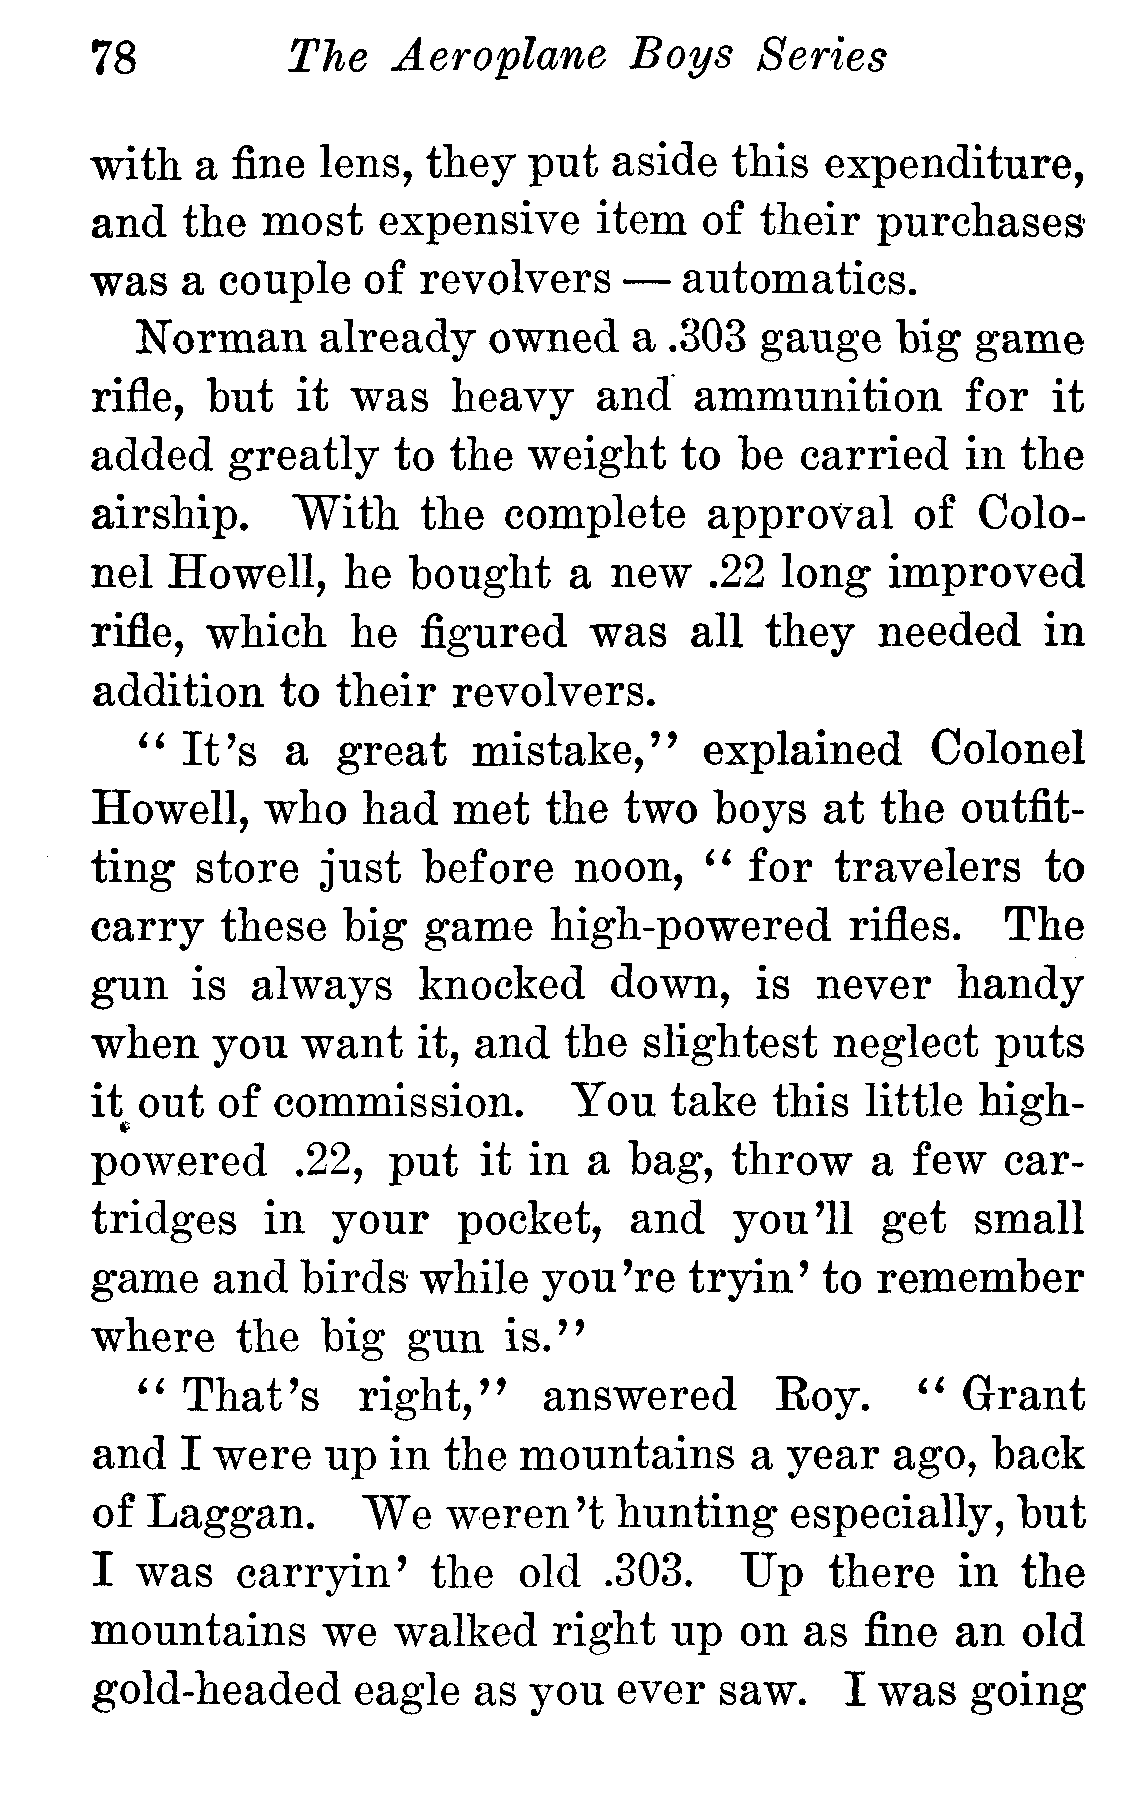 78 The Aeroplane Boys Series
with a fine lens, they put aside this expenditure,
and the most expensive item of their purchases
was a couple of revolvers — automatics.
Norman already owned a .303 gauge big game
rifle, but it was heavy and ammunition for it
added greatly to the weight to be carried in the
airship. With the complete approval of Colo-
nel Howell, he bought a new .22 long improved
rifle, which he figured was all they needed in
addition to their revolvers.
“ It’s a great mistake,” explained Colonel
Howell, who had met the two boys at the outfit-
ting store just before noon, “ for travelers to
carry these big game high-powered rifles. The
gun is always knocked down, is never handy
when you want it, and the slightest neglect puts
it out of commission. You take this little high-
powered .22, put it in a bag, throw a few car-
tridges in your pocket, and you’ll get small
game and birds while you’re tryin’ to remember
where the big gun is.”
“ That’s right,” answered Roy. “ Grant
and I were up in the mountains a year ago, back
of Laggan. We weren’t hunting especially, but
I was carryin’ the old .303. Up there in the
mountains we walked right up on as fine an old
gold-headed eagle as you ever saw. I was going